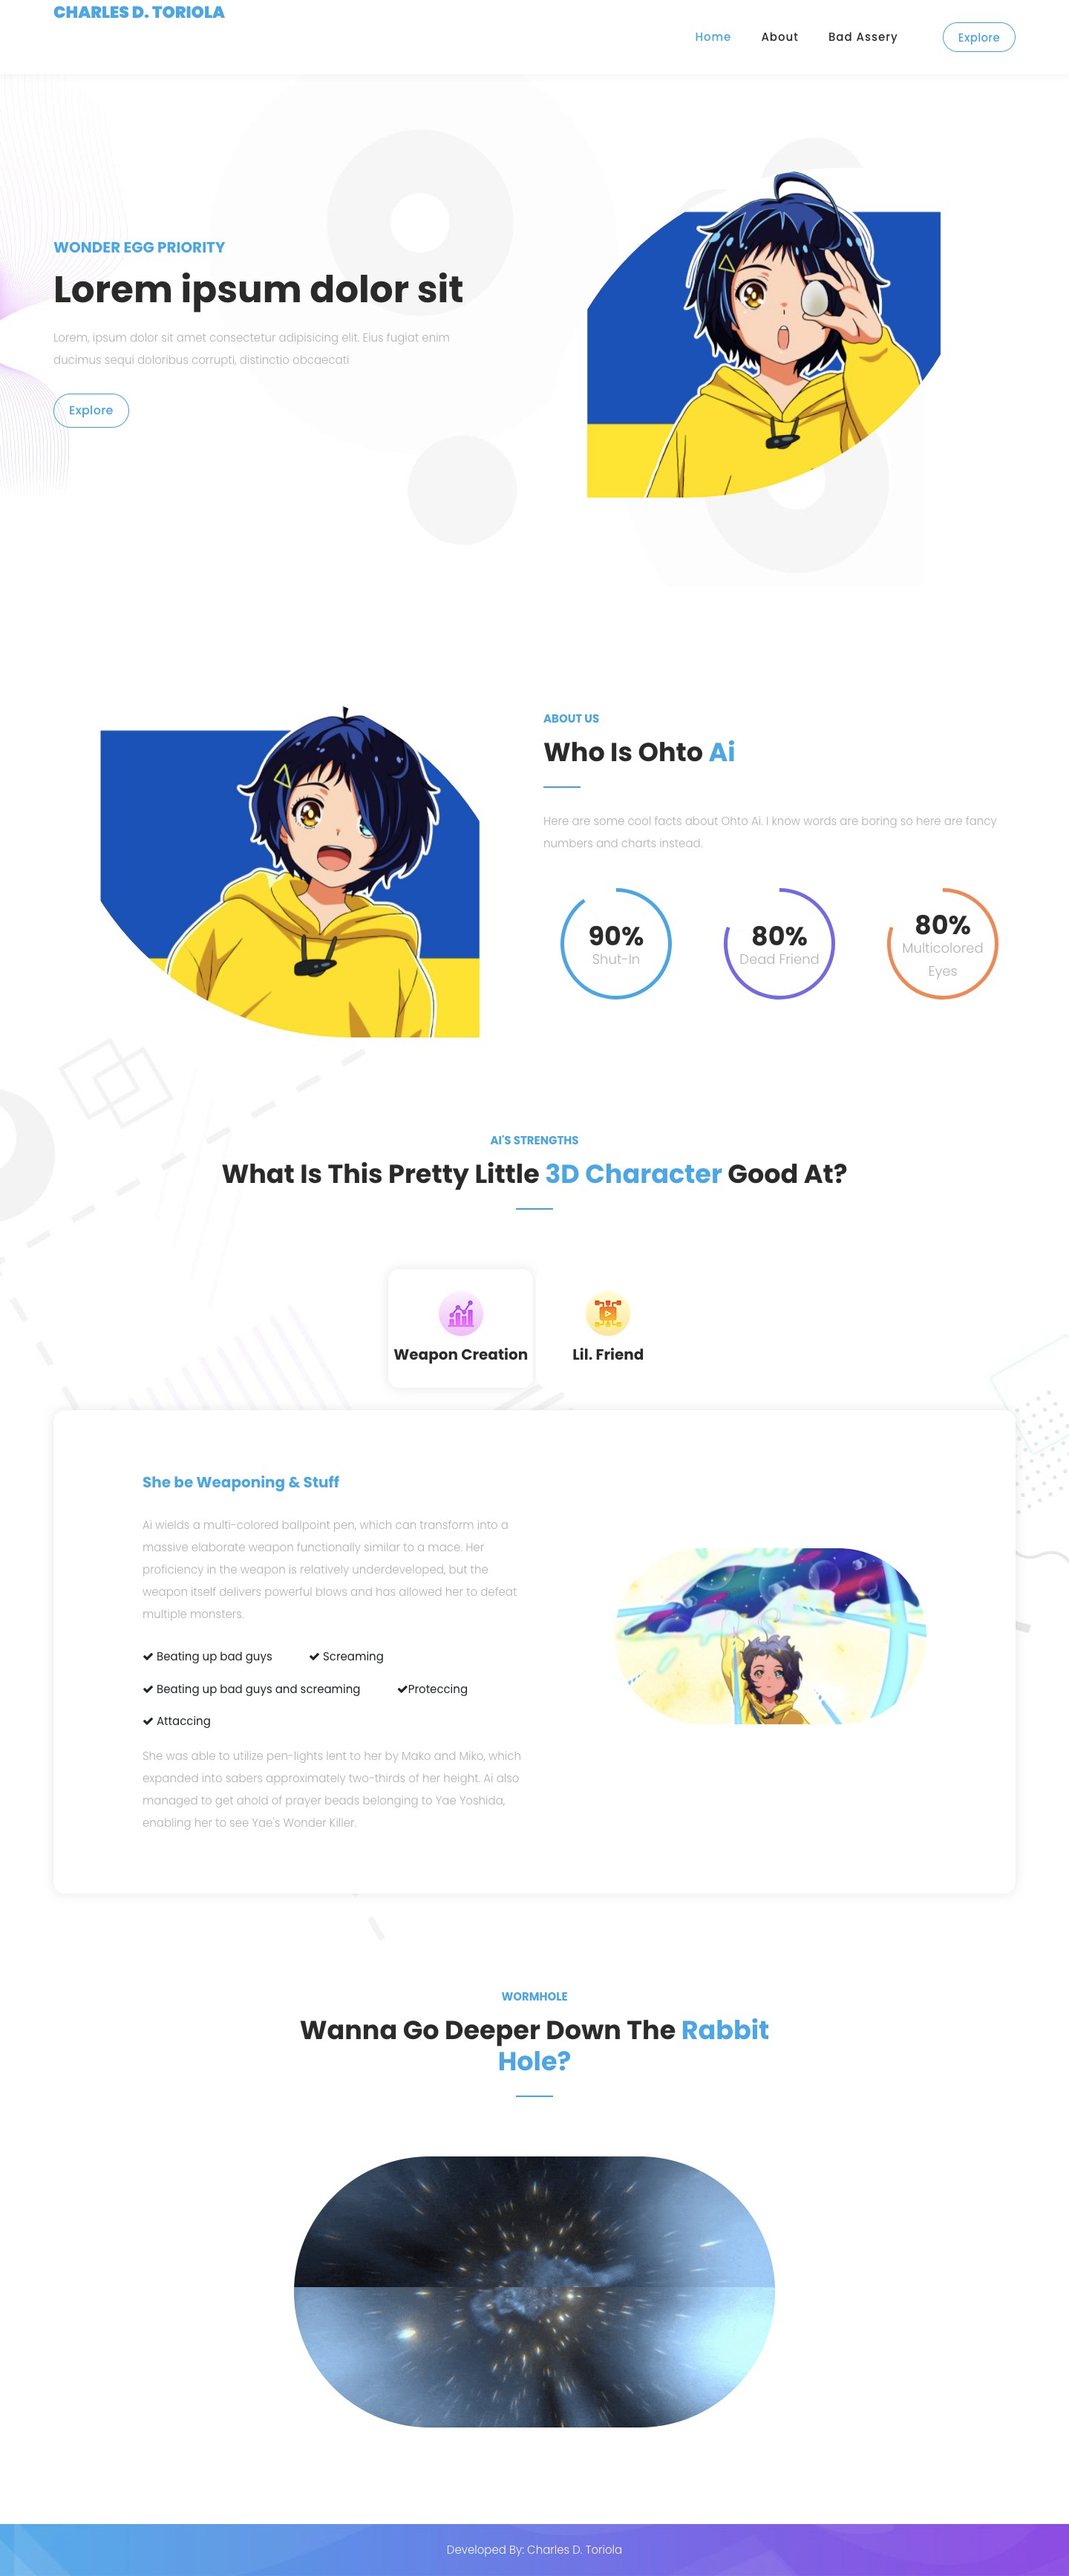 CHARLES D. TORIOLA
Home
About
Bad Assery
Explore
WONDER EGG PRIORITY
Lorem ipsum dolor sit
Lorem, ipsum dolor sit amet consectetur adipisicing elit. Eius fugiat enim
ducimus sequi doloribus corrupti, distinctio obcaecati
Explore
ABOUT US
Who Is Ohto Ai
Here are some cool facts about Ohto Ai. I know words are boring so here are fancy
numbers and charts instead.
90%
Shut-In
80%
Dead Friend
80%
Multicolored
Eyes
AI'S STRENGTHS
What Is This Pretty Little 3D Character Good At?
Weapon Creation
Lil. Friend
She be Weaponing & Stuff
Ai wields a multi-colored ballpoint pen, which can transform into a
massive elaborate weapon functionally similar to a mace. Her
proficiency in the weapon is relatively underdeveloped, but the
weapon itself delivers powerful blows and has allowed her to defeat
multiple monsters.
✔ Beating up bad guys
✔ Screaming
✔ Beating up bad guys and screaming
✔Proteccing
✔ Attaccing
She was able to utilize pen-lights lent to her by Mako and Miko, which
expanded into sabers approximately two-thirds of her height. Ai also
managed to get ahold of prayer beads belonging to Yae Yoshida,
enabling her to see Yae's Wonder Killer.
WORMHOLE
Wanna Go Deeper Down The Rabbit
Hole?
Developed By: Charles D. Toriola